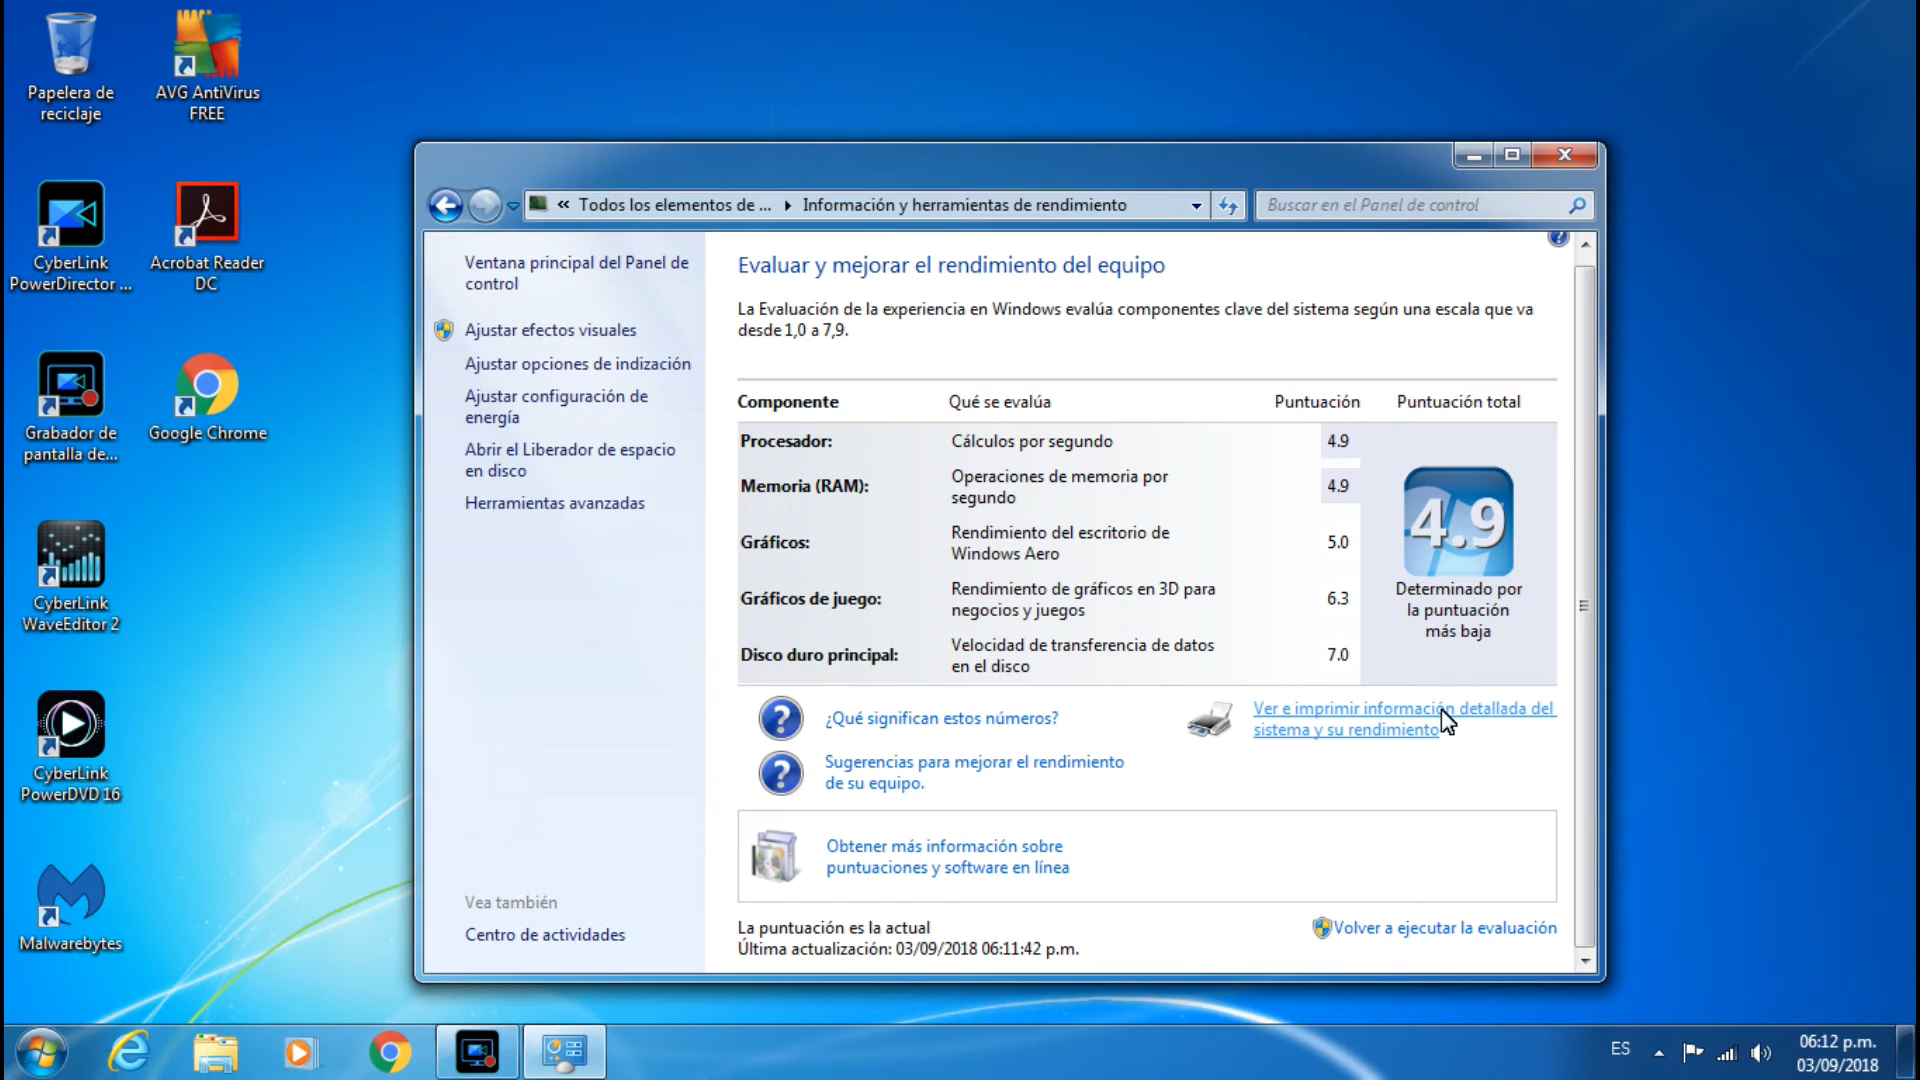 Papelera de
reciclaje
AVG AntiVirus
FREE
CyberLink
PowerDirector ...
Acrobat Reader
DC
Grabador de
pantalla de...
Google Chrome
CyberLink
WaveEditor 2
CyberLink
PowerDVD 16
Malwarebytes
« Todos los elementos de ... Información y herramientas de rendimiento
Buscar en el Panel de control
Ventana principal del Panel de
control
Ajustar efectos visuales
Ajustar opciones de indización
Ajustar configuración de
energía
Abrir el Liberador de espacio
en disco
Herramientas avanzadas
Vea también
Centro de actividades
Evaluar y mejorar el rendimiento del equipo
La Evaluación de la experiencia en Windows evalúa componentes clave del sistema según una escala que va
desde 1,0 a 7,9.
Componente Qué se evalúa Puntuación Puntuación total
Procesador: Cálculos por segundo 4.9
Memoria (RAM): Operaciones de memoria por
segundo 4.9
Gráficos: Rendimiento del escritorio de
Windows Aero 5.0
Gráficos de juego: Rendimiento de gráficos en 3D para
negocios y juegos 6.3
Disco duro principal: Velocidad de transferencia de datos
en el disco 7.0
4.9
Determinado por
la puntuación
más baja
¿Qué significan estos números?
Ver e imprimir información detallada del
sistema y su rendimiento
Sugerencias para mejorar el rendimiento
de su equipo.
Obtener más información sobre
puntuaciones y software en línea
La puntuación es la actual
Última actualización: 03/09/2018 06:11:42 p.m.
Volver a ejecutar la evaluación
ES
06:12 p.m.
03/09/2018